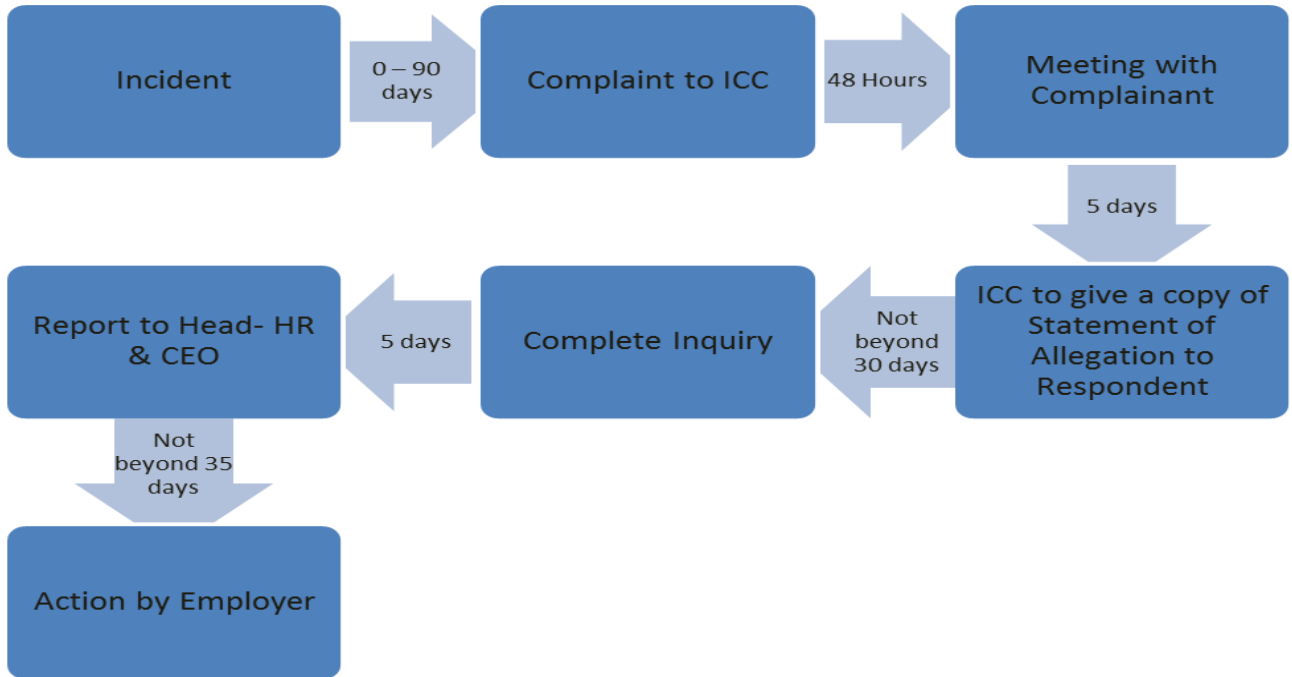 Incident
0 – 90
days
Complaint to ICC
48 Hours
Meeting with
Complainant
5 days
ICC to give a copy of
Statement of
Allegation to
Respondent
Not
beyond
30 days
Complete Inquiry
5 days
Report to Head- HR
& CEO
Not
beyond 35
days
Action by Employer